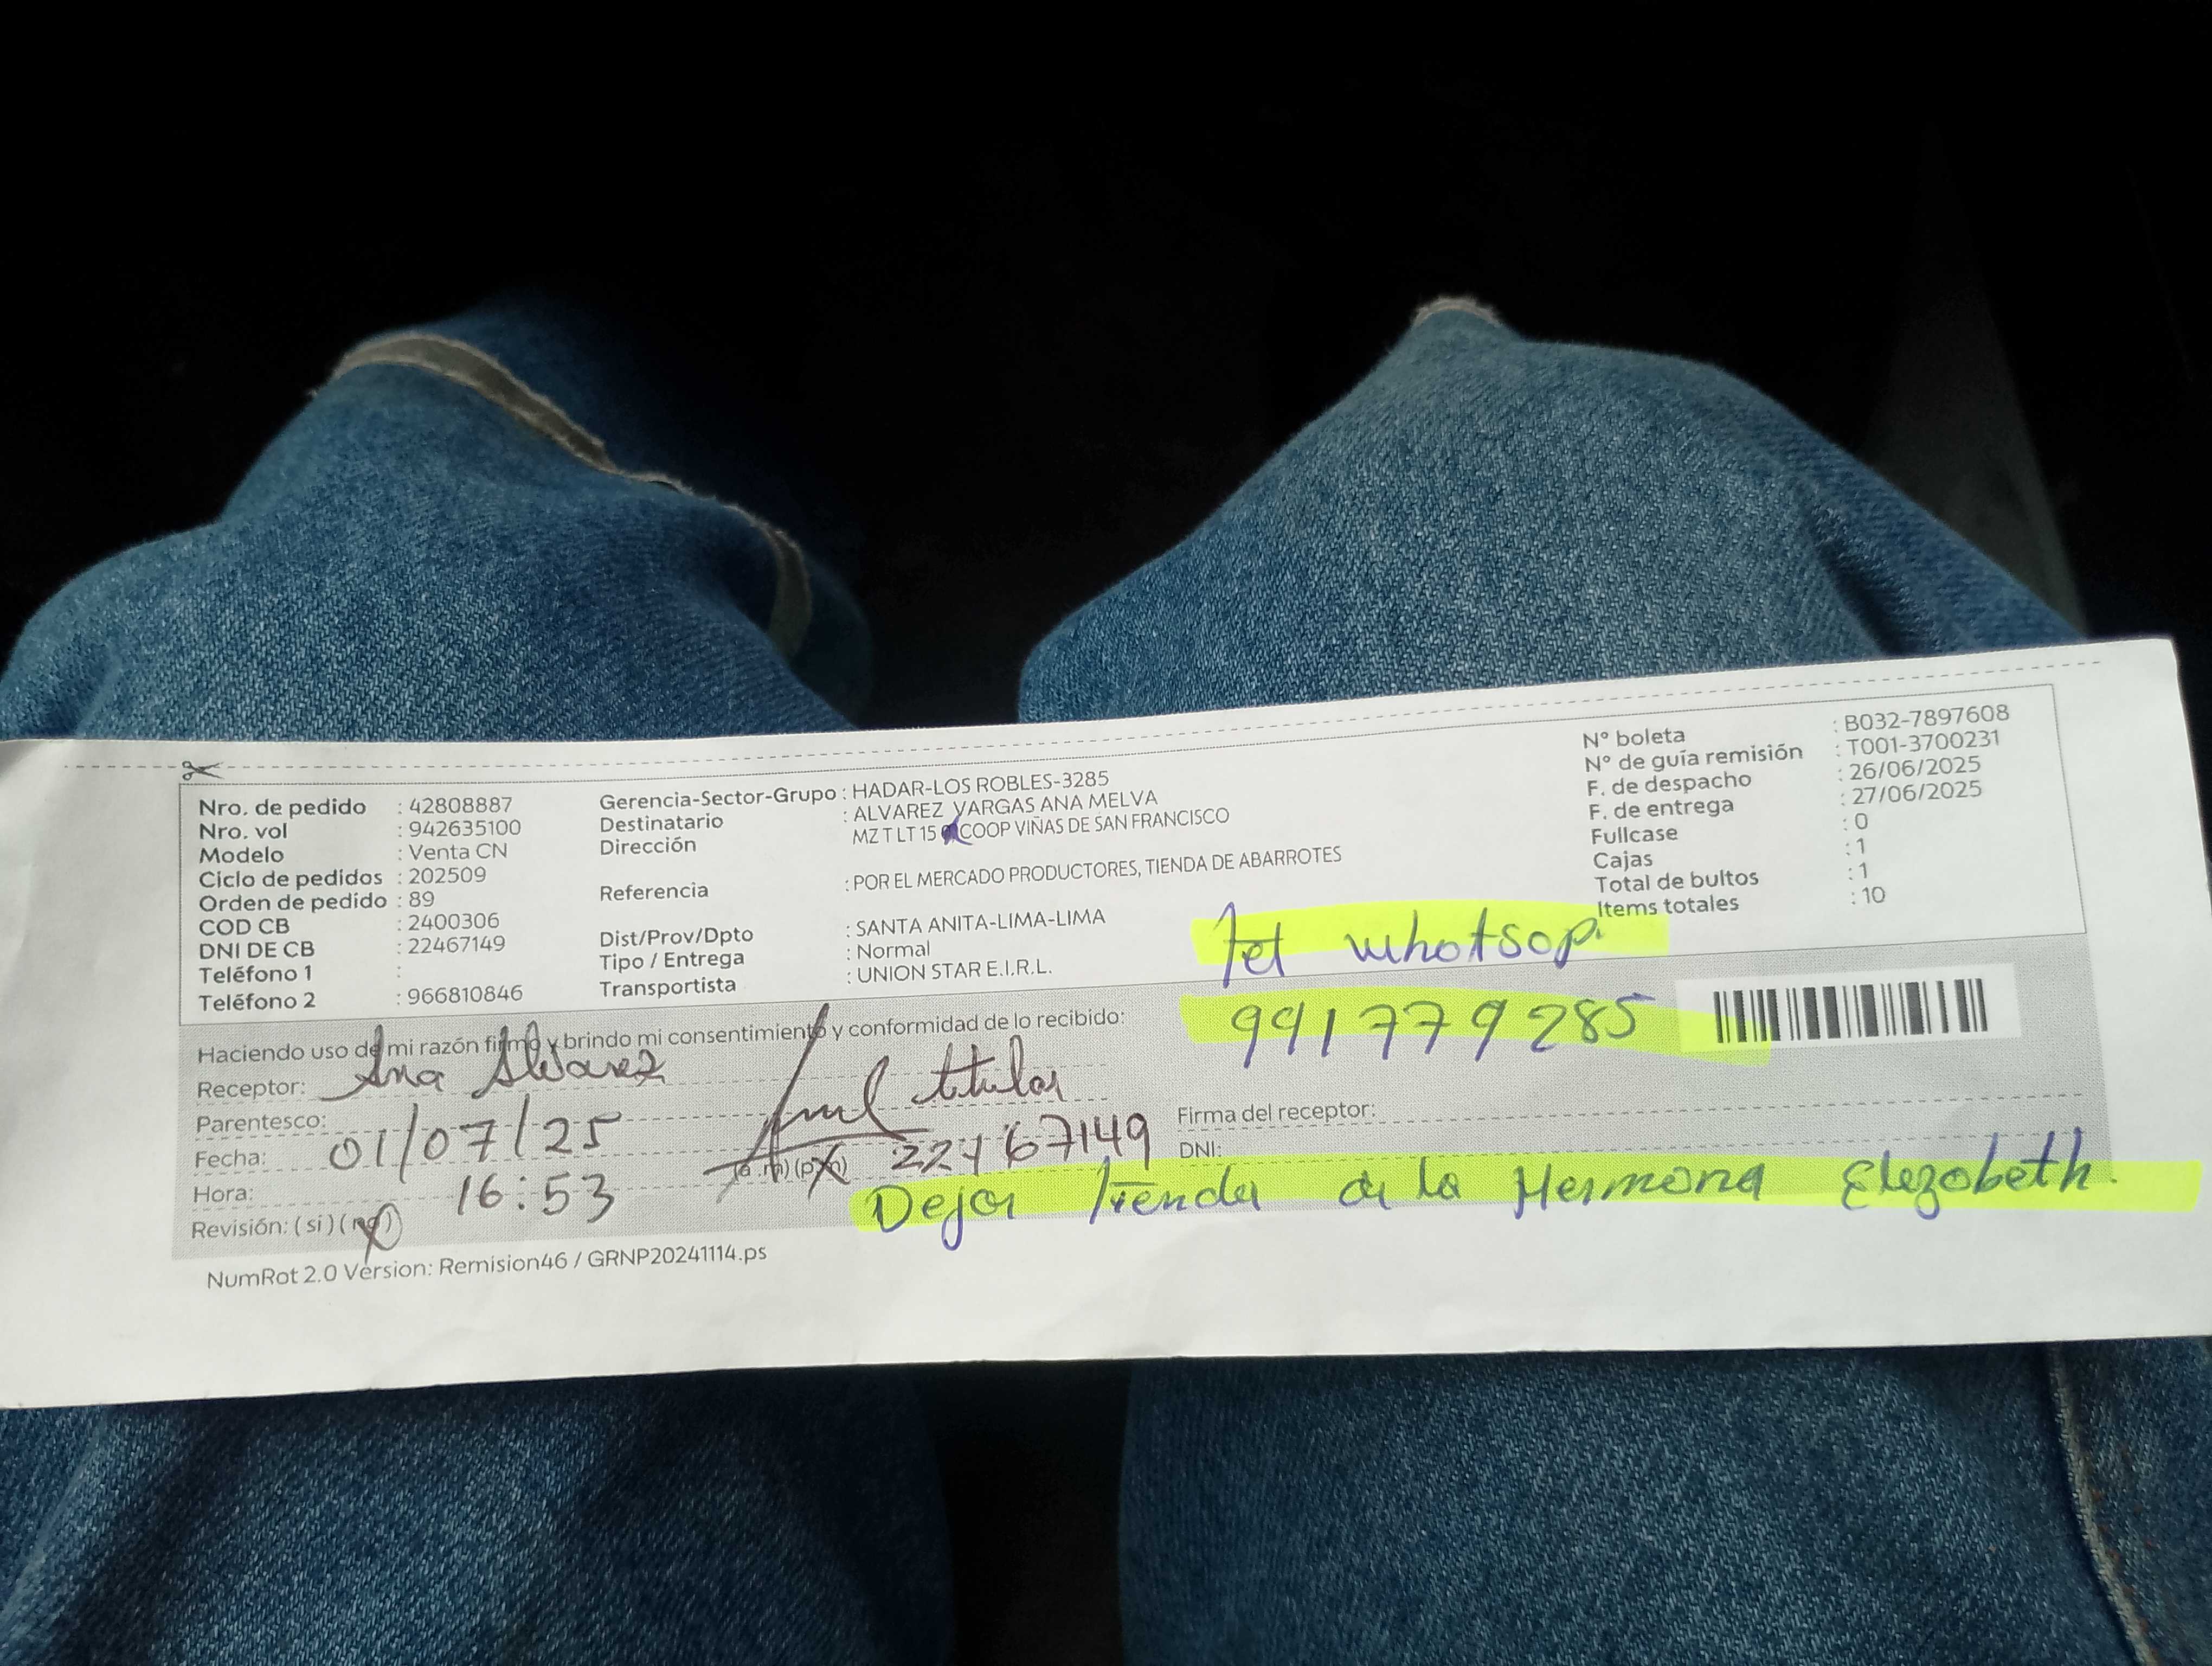 Nro. de pedido : 42808887
Nro. vol : 942635100
Modelo : Venta CN
Ciclo de pedidos : 202509
Orden de pedido : 89
COD CB : 2400306
DNI DE CB : 22467149
Teléfono 1 :
Teléfono 2 : 966810846
Gerencia-Sector-Grupo : HADAR-LOS ROBLES-3285
Destinatario : ALVAREZ VARGAS ANA MELVA
Dirección MZ T LT 15 COOP VIÑAS DE SAN FRANCISCO
Referencia : POR EL MERCADO PRODUCTORES, TIENDA DE ABARROTES
Dist/Prov/Dpto : SANTA ANITA-LIMA-LIMA
Tipo / Entrega : Normal
Transportista : UNION STAR E.I.R.L.
N° boleta : B032-7897608
N° de guía remisión : T001-3700231
F. de despacho : 26/06/2025
F. de entrega : 27/06/2025
Fullcase : 0
Cajas : 1
Total de bultos : 1
Items totales : 10
Tet whatsap.
991779285
Haciendo uso de mi razón firmo y brindo mi consentimiento y conformidad de lo recibido:
Receptor: Ana Alvarez
Parentesco: titular
Fecha: 01/07/25
22467149
Hora: 16:53 (a.m) (p.m)
Revisión: (si) (no)
Firma del receptor:
DNI:
Dejar tienda de la Hermana Elezabeth.
NumRot 2.0 Version: Remision46 / GRNP20241114.ps